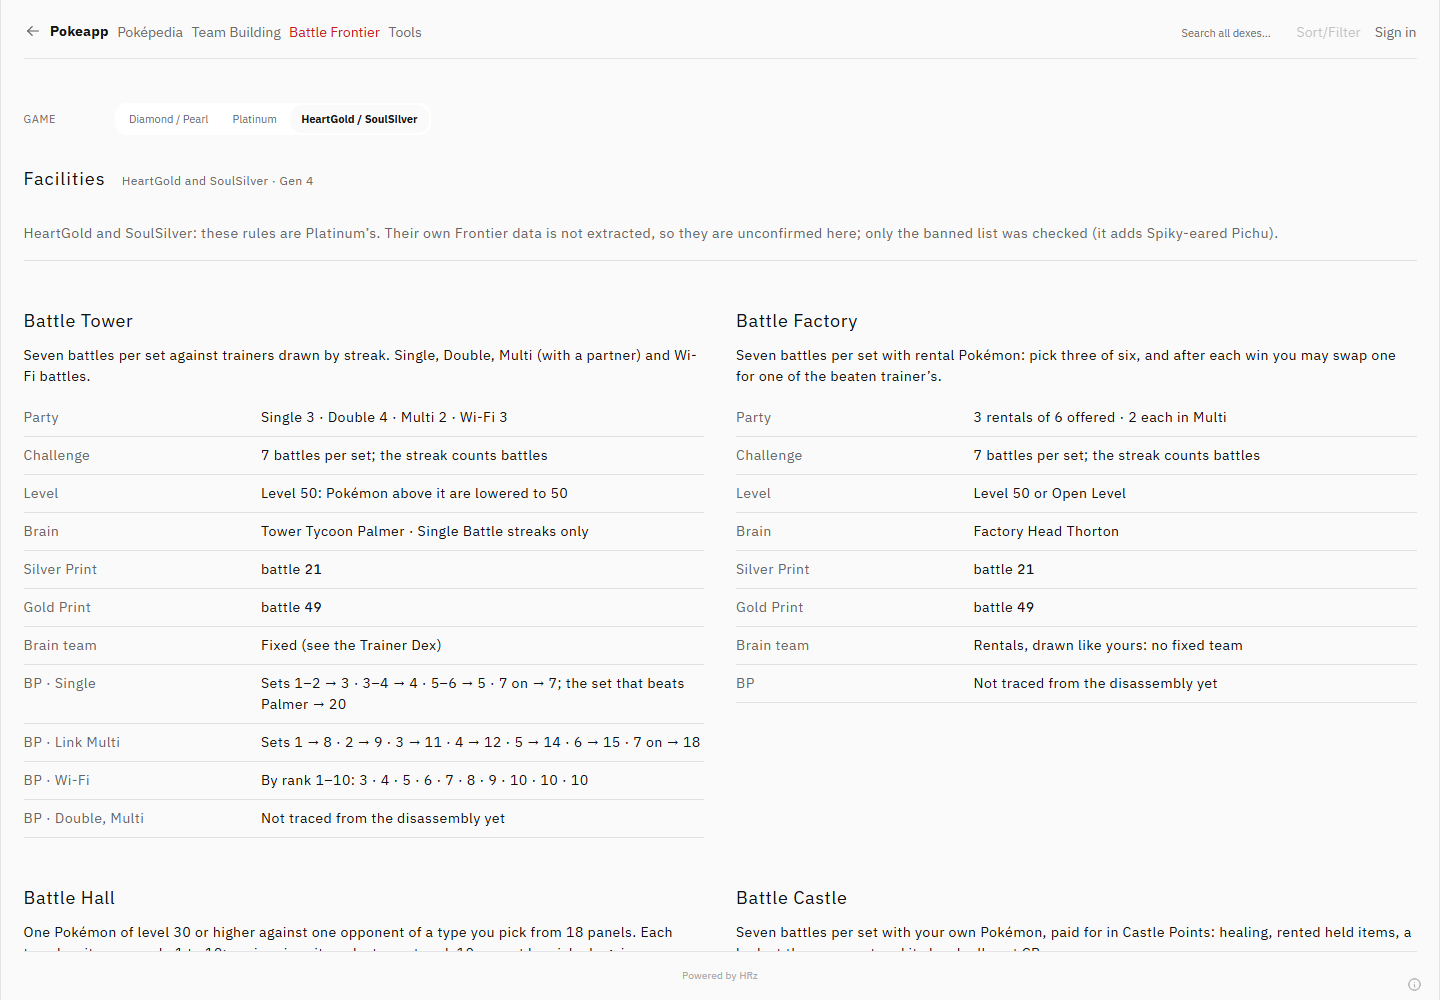 ← Pokeapp Poképedia Team Building Battle Frontier Tools Search all dexes... Sort/Filter Sign in
GAME Diamond / Pearl Platinum HeartGold / SoulSilver
Facilities HeartGold and SoulSilver · Gen 4
HeartGold and SoulSilver: these rules are Platinum’s. Their own Frontier data is not extracted, so they are unconfirmed here; only the banned list was checked (it adds Spiky-eared Pichu).
Battle Tower
Seven battles per set against trainers drawn by streak. Single, Double, Multi (with a partner) and Wi-
Fi battles.
Party Single 3 · Double 4 · Multi 2 · Wi-Fi 3
Challenge 7 battles per set; the streak counts battles
Level Level 50: Pokémon above it are lowered to 50
Brain Tower Tycoon Palmer · Single Battle streaks only
Silver Print battle 21
Gold Print battle 49
Brain team Fixed (see the Trainer Dex)
BP · Single Sets 1–2 → 3 · 3–4 → 4 · 5–6 → 5 · 7 on → 7; the set that beats
Palmer → 20
BP · Link Multi Sets 1 → 8 · 2 → 9 · 3 → 11 · 4 → 12 · 5 → 14 · 6 → 15 · 7 on → 18
BP · Wi-Fi By rank 1–10: 3 · 4 · 5 · 6 · 7 · 8 · 9 · 10 · 10 · 10
BP · Double, Multi Not traced from the disassembly yet
Battle Factory
Seven battles per set with rental Pokémon: pick three of six, and after each win you may swap one
for one of the beaten trainer’s.
Party 3 rentals of 6 offered · 2 each in Multi
Challenge 7 battles per set; the streak counts battles
Level Level 50 or Open Level
Brain Factory Head Thorton
Silver Print battle 21
Gold Print battle 49
Brain team Rentals, drawn like yours: no fixed team
BP Not traced from the disassembly yet
Battle Hall
One Pokémon of level 30 or higher against one opponent of a type you pick from 18 panels. Each
Battle Castle
Seven battles per set with your own Pokémon, paid for in Castle Points: healing, rented held items, a
Powered by HRz